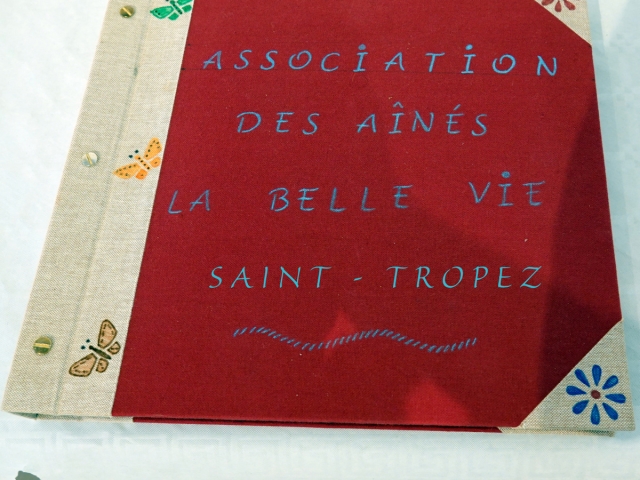 ASSOCiATiON
DES AÎNÉS
LA BELLE ViE
SAINT - TROPEZ